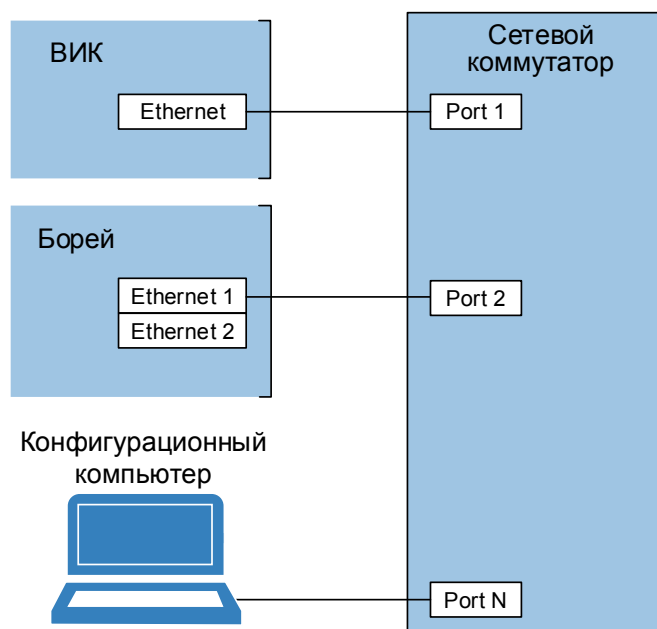 ВИК
Ethernet
Сетевой
коммутатор
Port 1
Борей
Ethernet 1
Ethernet 2
Port 2
Конфигурационный
компьютер
Port N